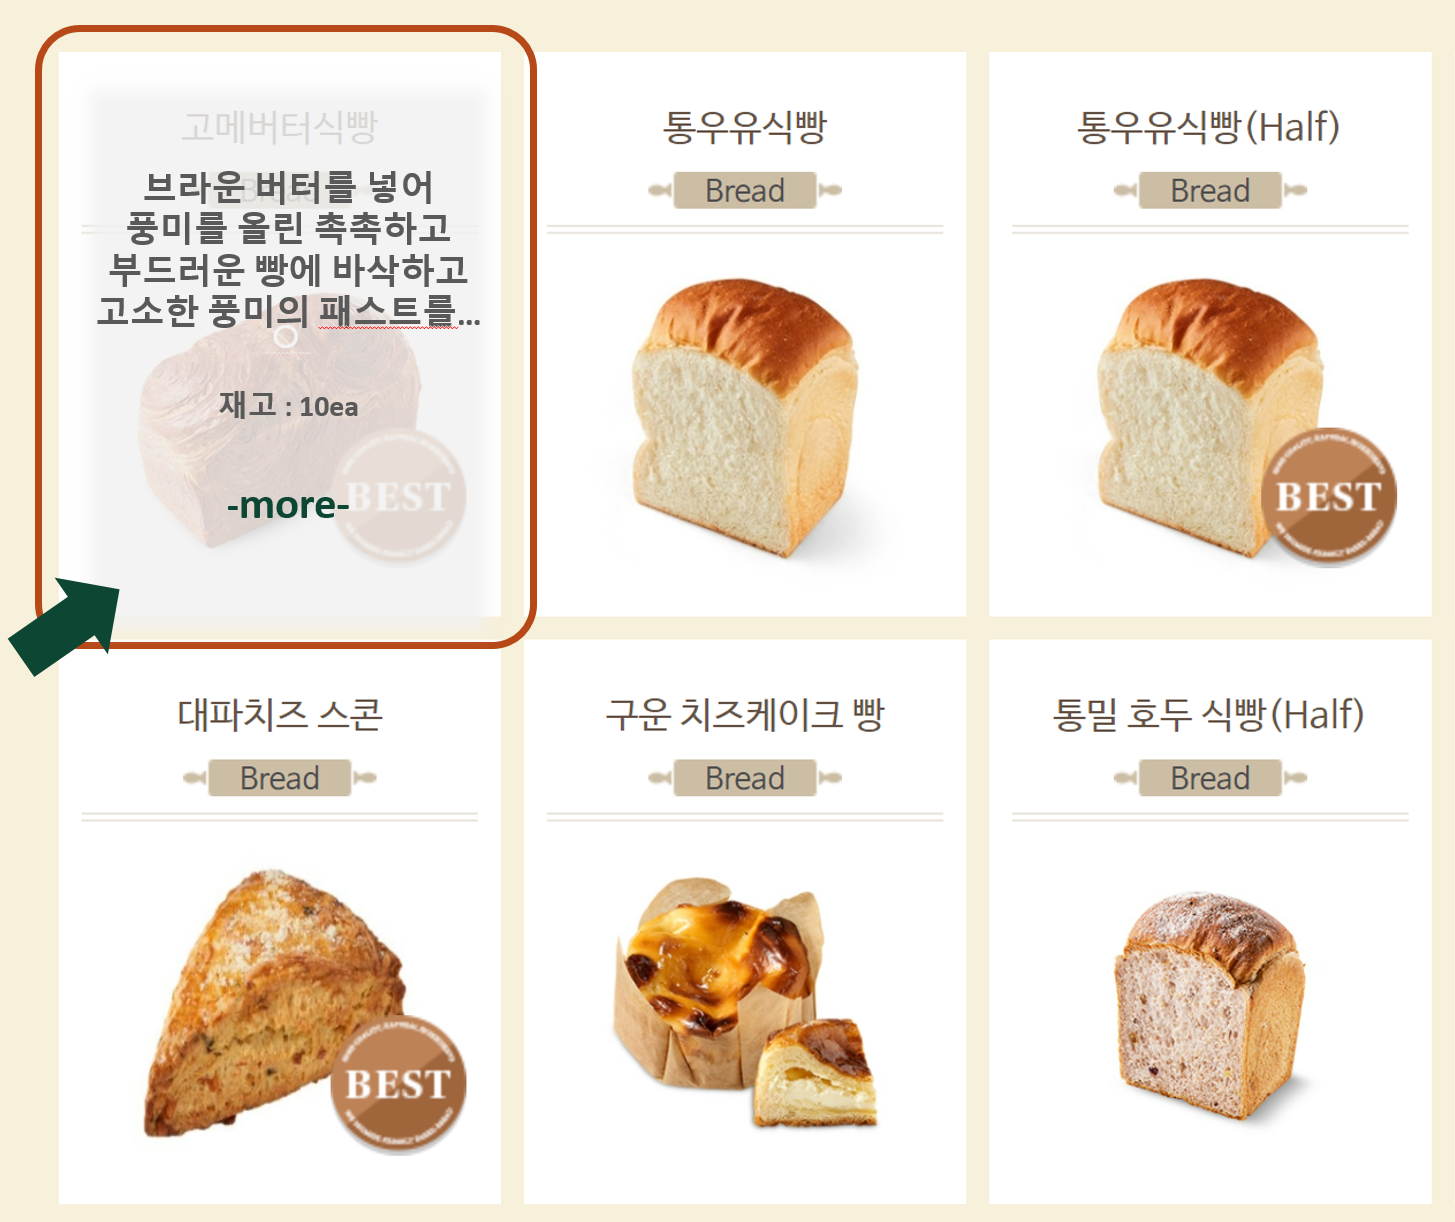 고메버터식빵
Bread
브라운 버터를 넣어
풍미를 올린 촉촉하고
부드러운 빵에 바삭하고
고소한 풍미의 패스트를...
재고 : 10ea
-more-
BEST
통우유식빵
Bread
통우유식빵(Half)
Bread
BEST
대파치즈 스콘
Bread
BEST
구운 치즈케이크 빵
Bread
통밀 호두 식빵(Half)
Bread